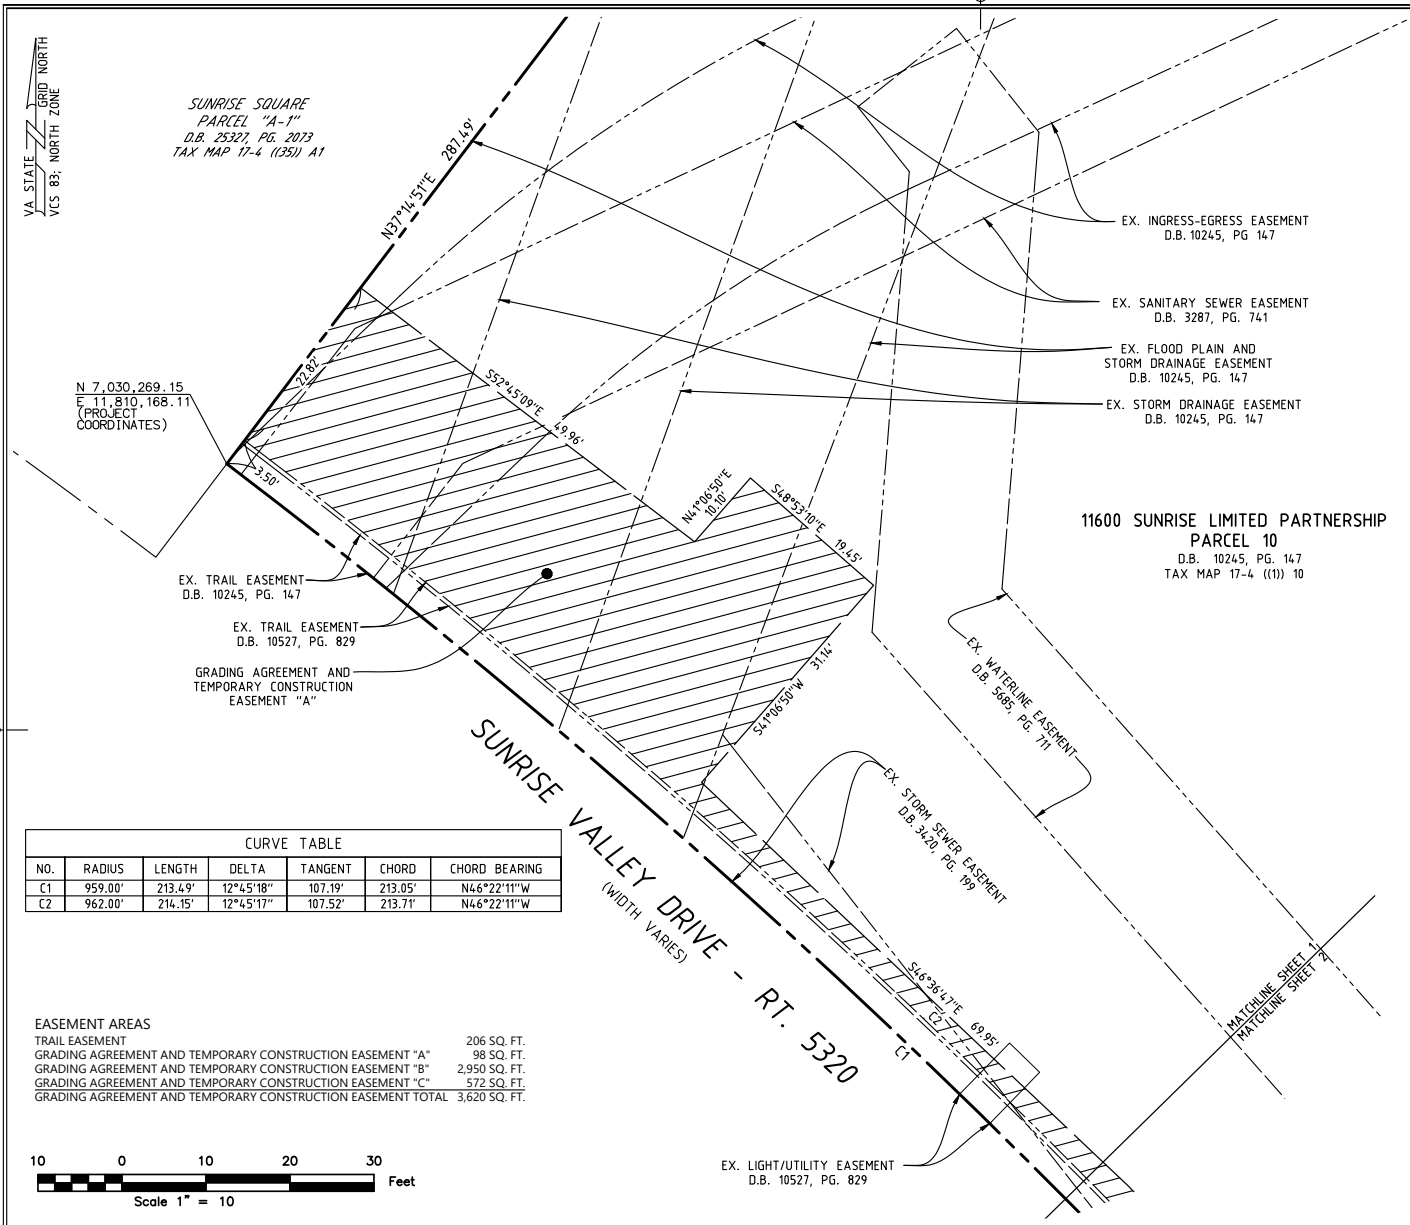 VA STATE GRID NORTH
VCS 83; NORTH ZONE
SUNRISE SQUARE
PARCEL "A-1"
D.B. 25327, PG. 2073
TAX MAP 17-4 ((35)) A1
N37°14'51"E 287.49'
EX. INGRESS-EGRESS EASEMENT
D.B. 10245, PG 147
EX. SANITARY SEWER EASEMENT
D.B. 3287, PG. 741
EX. FLOOD PLAIN AND
STORM DRAINAGE EASEMENT
D.B. 10245, PG. 147
EX. STORM DRAINAGE EASEMENT
D.B. 10245, PG. 147
N 7,030,269.15
E 11,810,168.11
(PROJECT
COORDINATES)
22.82'
3.50'
S52°45'09"E 49.96'
N41°06'50"E
10.10'
S48°53'10"E 19.45'
S41°06'50"W 31.14'
11600 SUNRISE LIMITED PARTNERSHIP
PARCEL 10
D.B. 10245, PG. 147
TAX MAP 17-4 ((1)) 10
EX. TRAIL EASEMENT
D.B. 10245, PG. 147
EX. TRAIL EASEMENT
D.B. 10527, PG. 829
GRADING AGREEMENT AND
TEMPORARY CONSTRUCTION
EASEMENT "A"
EX. WATERLINE EASEMENT
D.B. 5685, PG. 711
EX. STORM SEWER EASEMENT
D.B. 3420, PG. 199
SUNRISE VALLEY DRIVE - RT. 5320
(WIDTH VARIES)
CURVE TABLE
NO. RADIUS LENGTH DELTA TANGENT CHORD CHORD BEARING
C1 959.00' 213.49' 12°45'18" 107.19' 213.05' N46°22'11"W
C2 962.00' 214.15' 12°45'17" 107.52' 213.71' N46°22'11"W
S46°36'47"E 69.95'
C2
C1
MATCHLINE SHEET 1
MATCHLINE SHEET 2
EASEMENT AREAS
TRAIL EASEMENT 206 SQ. FT.
GRADING AGREEMENT AND TEMPORARY CONSTRUCTION EASEMENT "A" 98 SQ. FT.
GRADING AGREEMENT AND TEMPORARY CONSTRUCTION EASEMENT "B" 2,950 SQ. FT.
GRADING AGREEMENT AND TEMPORARY CONSTRUCTION EASEMENT "C" 572 SQ. FT.
GRADING AGREEMENT AND TEMPORARY CONSTRUCTION EASEMENT TOTAL 3,620 SQ. FT.
EX. LIGHT/UTILITY EASEMENT
D.B. 10527, PG. 829
10 0 10 20 30
Feet
Scale 1" = 10